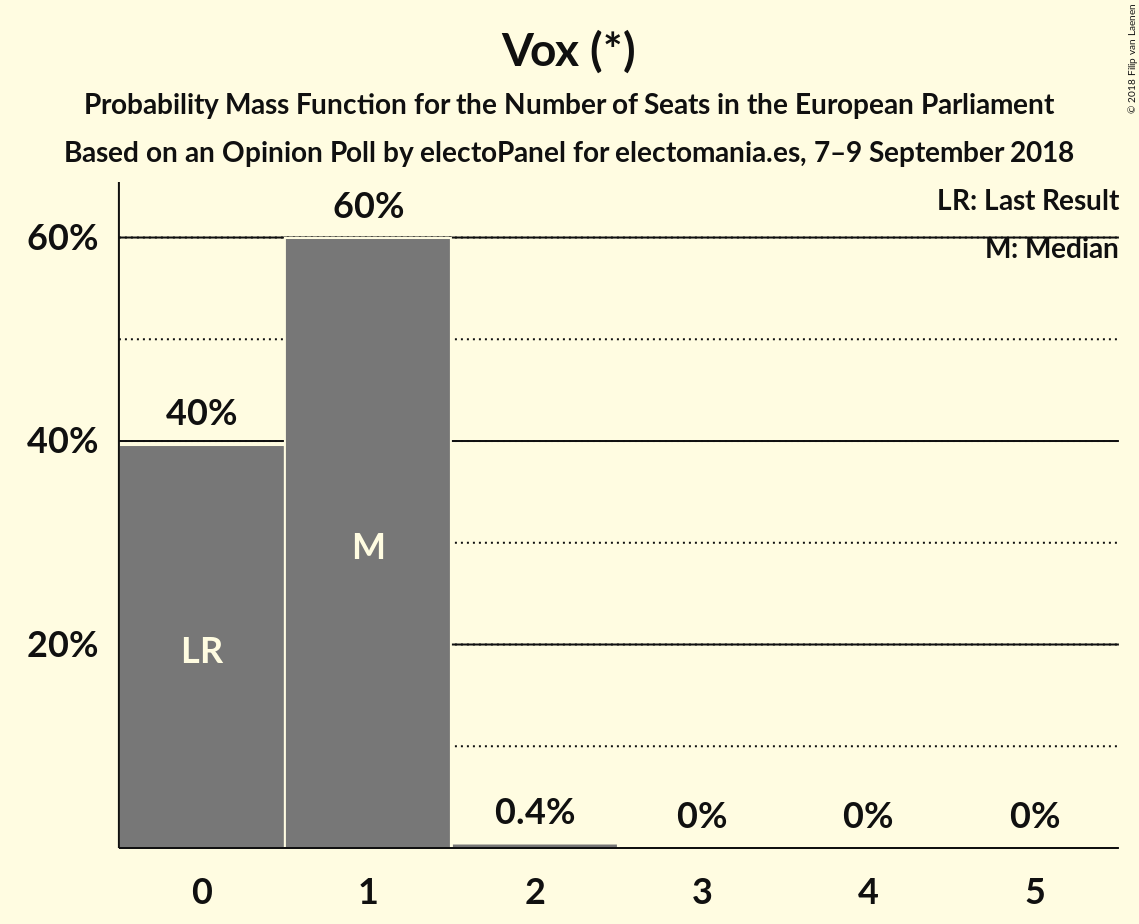 Vox (*)
Probability Mass Function for the Number of Seats in the European Parliament
Based on an Opinion Poll by electoPanel for electomania.es, 7–9 September 2018
© 2018 Filip van Laenen
LR: Last Result
M: Median
60%
40%
20%
40%
60%
0.4%
0%
0%
0%
LR
M
0
1
2
3
4
5